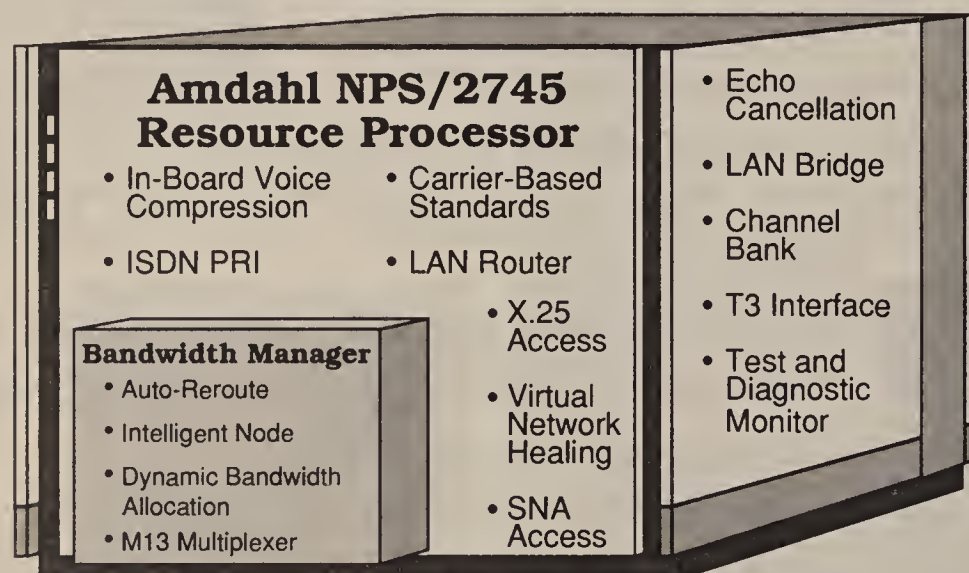 Amdahl NPS/2745
Resource Processor
• In-Board Voice
Compression
• ISDN PRI
• Carrier-Based
Standards
• LAN Router
• X.25
Access
• Virtual
Network
Healing
• SNA
Access
Bandwidth Manager
• Auto-Reroute
• Intelligent Node
• Dynamic Bandwidth
Allocation
• M13 Multiplexer
• Echo
Cancellation
• LAN Bridge
• Channel
Bank
• T3 Interface
• Test and
Diagnostic
Monitor